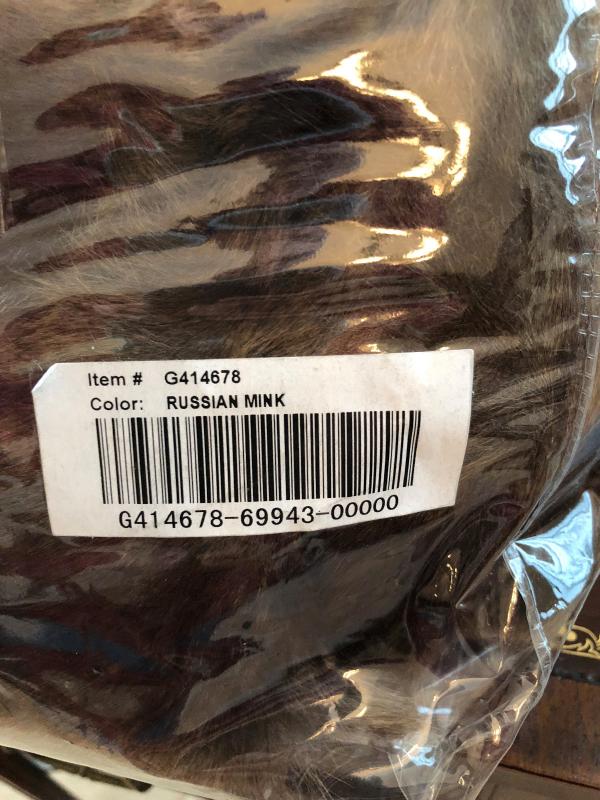 Item # G414678
Color: RUSSIAN MINK
G414678-69943-00000